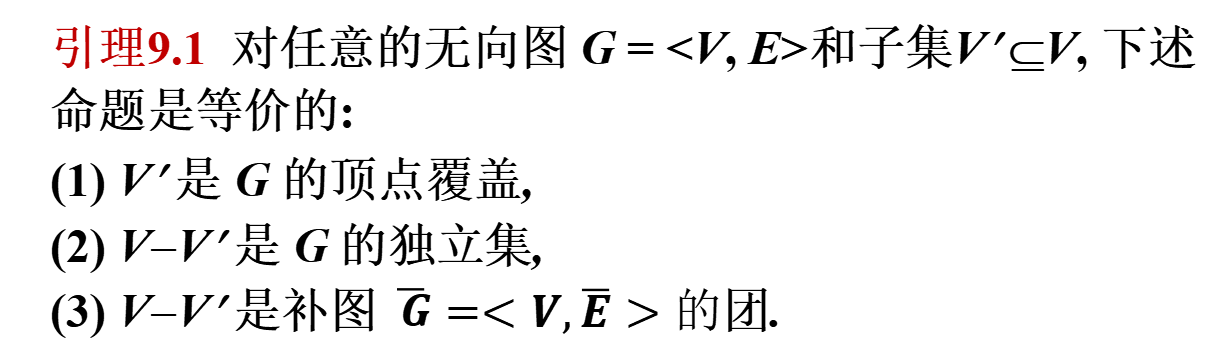 引理9.1 对任意的无向图 G = <V, E>和子集V′⊆V, 下述
命题是等价的:
(1) V′是 G 的顶点覆盖,
(2) V–V′是 G 的独立集,
(3) V–V′是补图 G̅ =< V, E̅ > 的团.